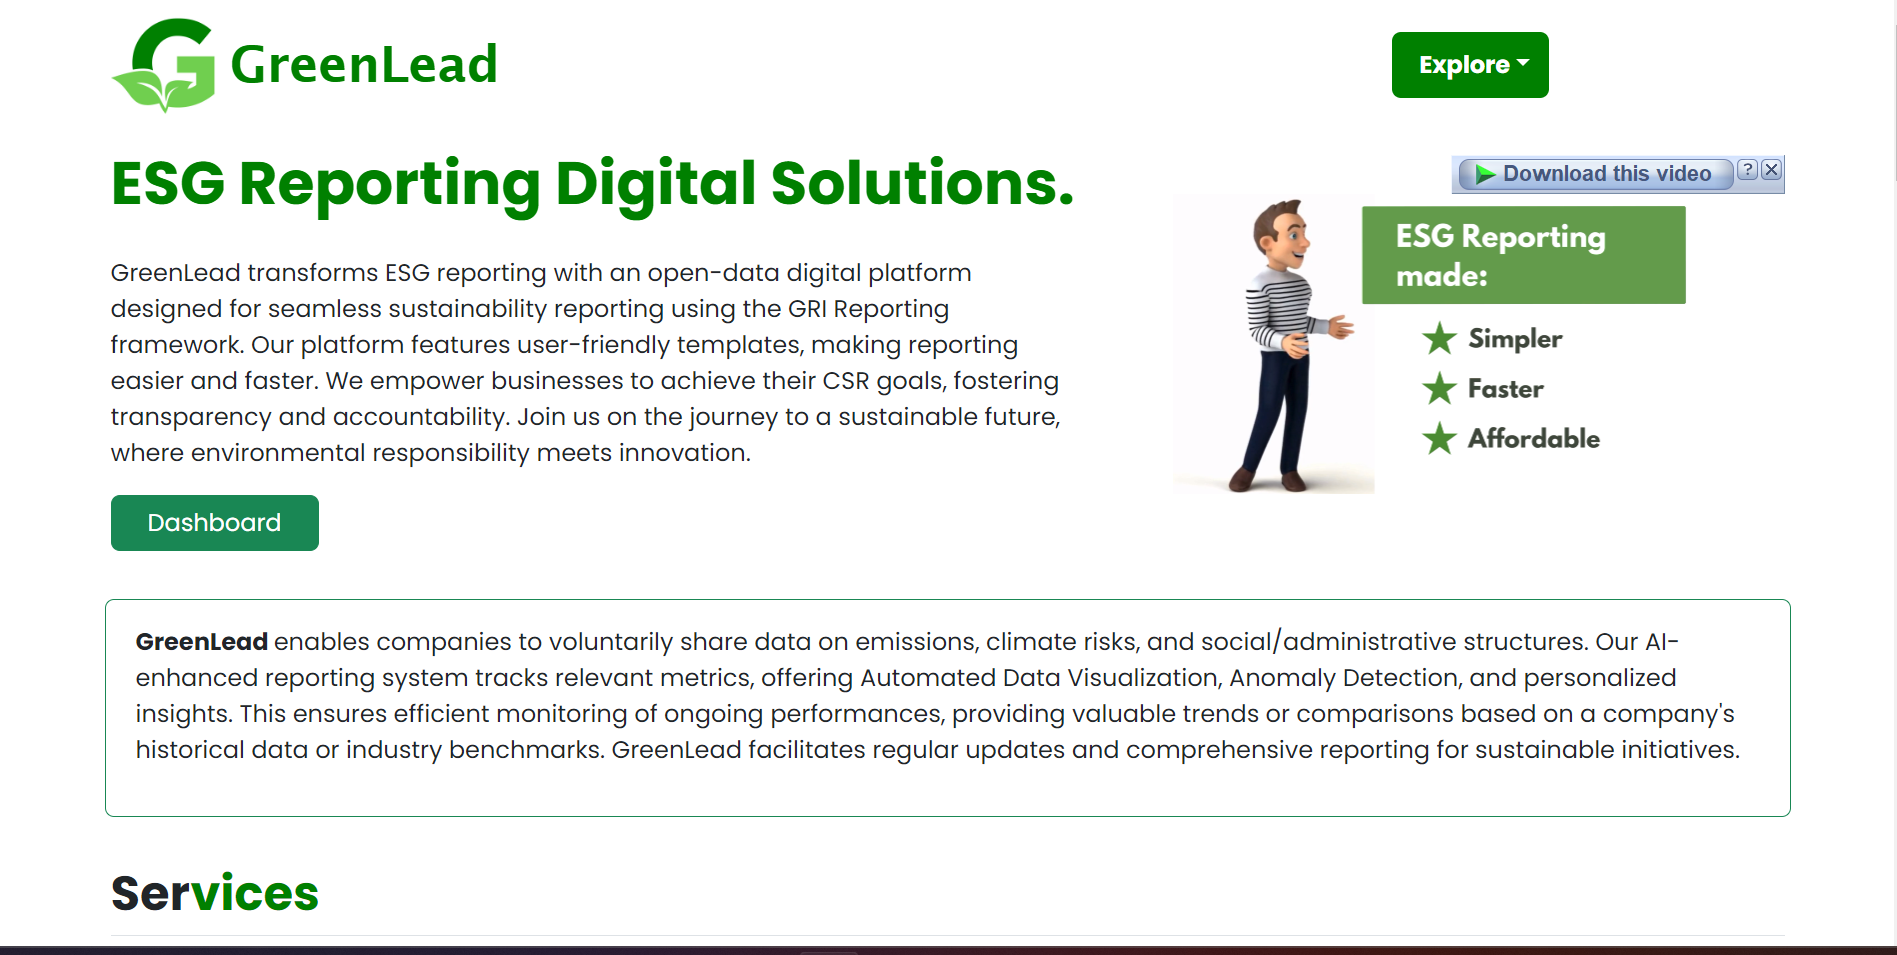 GreenLead
Explore
ESG Reporting Digital Solutions.
GreenLead transforms ESG reporting with an open-data digital platform
designed for seamless sustainability reporting using the GRI Reporting
framework. Our platform features user-friendly templates, making reporting
easier and faster. We empower businesses to achieve their CSR goals, fostering
transparency and accountability. Join us on the journey to a sustainable future,
where environmental responsibility meets innovation.
Dashboard
Download this video ? X
ESG Reporting
made:
Simpler
Faster
Affordable
GreenLead enables companies to voluntarily share data on emissions, climate risks, and social/administrative structures. Our AI-
enhanced reporting system tracks relevant metrics, offering Automated Data Visualization, Anomaly Detection, and personalized
insights. This ensures efficient monitoring of ongoing performances, providing valuable trends or comparisons based on a company's
historical data or industry benchmarks. GreenLead facilitates regular updates and comprehensive reporting for sustainable initiatives.
Services